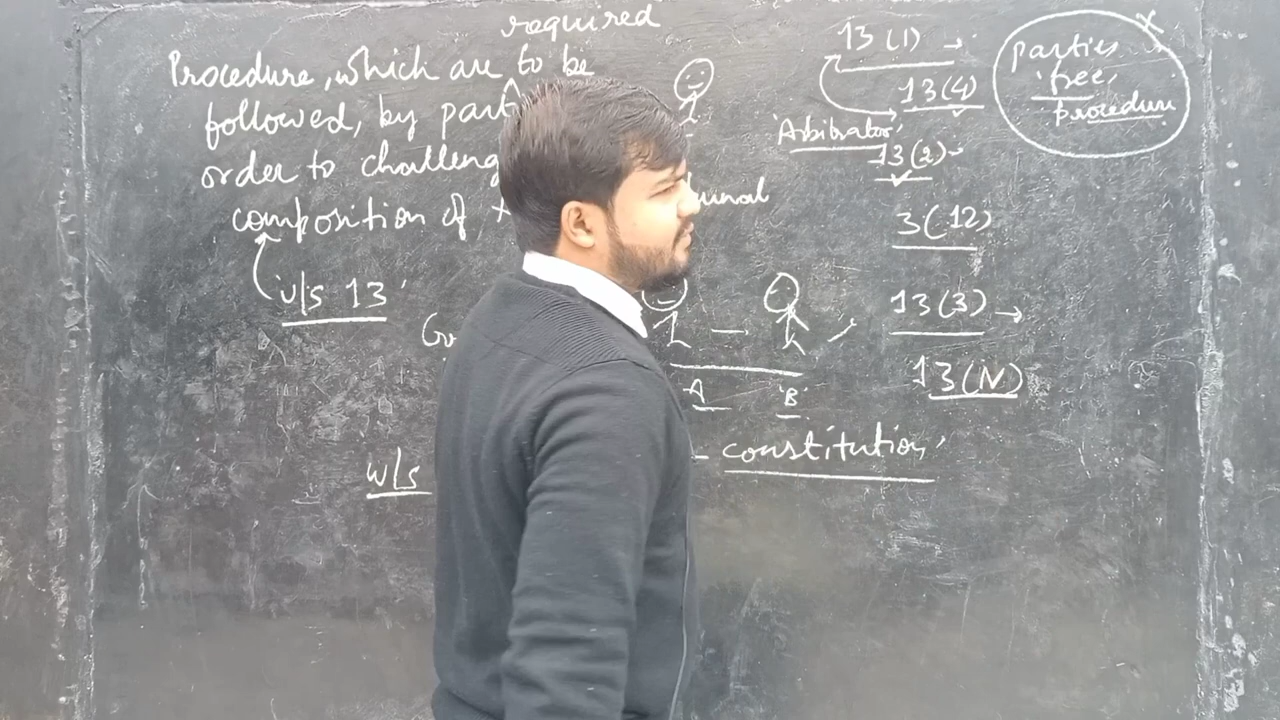 required
Procedure, which are to be
followed, by part
order to challeng
composition of
u/s 13'
w/s
unal
A
'B'
- constitution,
13(1) →
13(4)
'Arbitrator,
13(2)
3(12)
13(3) →
13(N)
parties
'free,
procedure
x